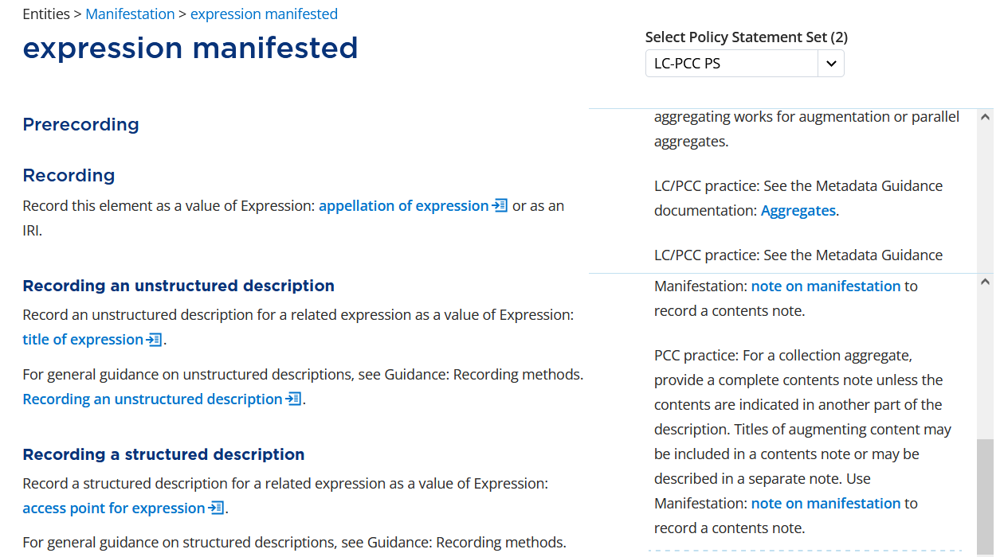 Entities > Manifestation > expression manifested
expression manifested
Prerecording
Recording
Record this element as a value of Expression: appellation of expression or as an
IRI.
Recording an unstructured description
Record an unstructured description for a related expression as a value of Expression:
title of expression.
For general guidance on unstructured descriptions, see Guidance: Recording methods.
Recording an unstructured description.
Recording a structured description
Record a structured description for a related expression as a value of Expression:
access point for expression.
For general guidance on structured descriptions, see Guidance: Recording methods.
Select Policy Statement Set (2)
LC-PCC PS
aggregating works for augmentation or parallel
aggregates.
LC/PCC practice: See the Metadata Guidance
documentation: Aggregates.
LC/PCC practice: See the Metadata Guidance
Manifestation: note on manifestation to
record a contents note.
PCC practice: For a collection aggregate,
provide a complete contents note unless the
contents are indicated in another part of the
description. Titles of augmenting content may
be included in a contents note or may be
described in a separate note. Use
Manifestation: note on manifestation to
record a contents note.